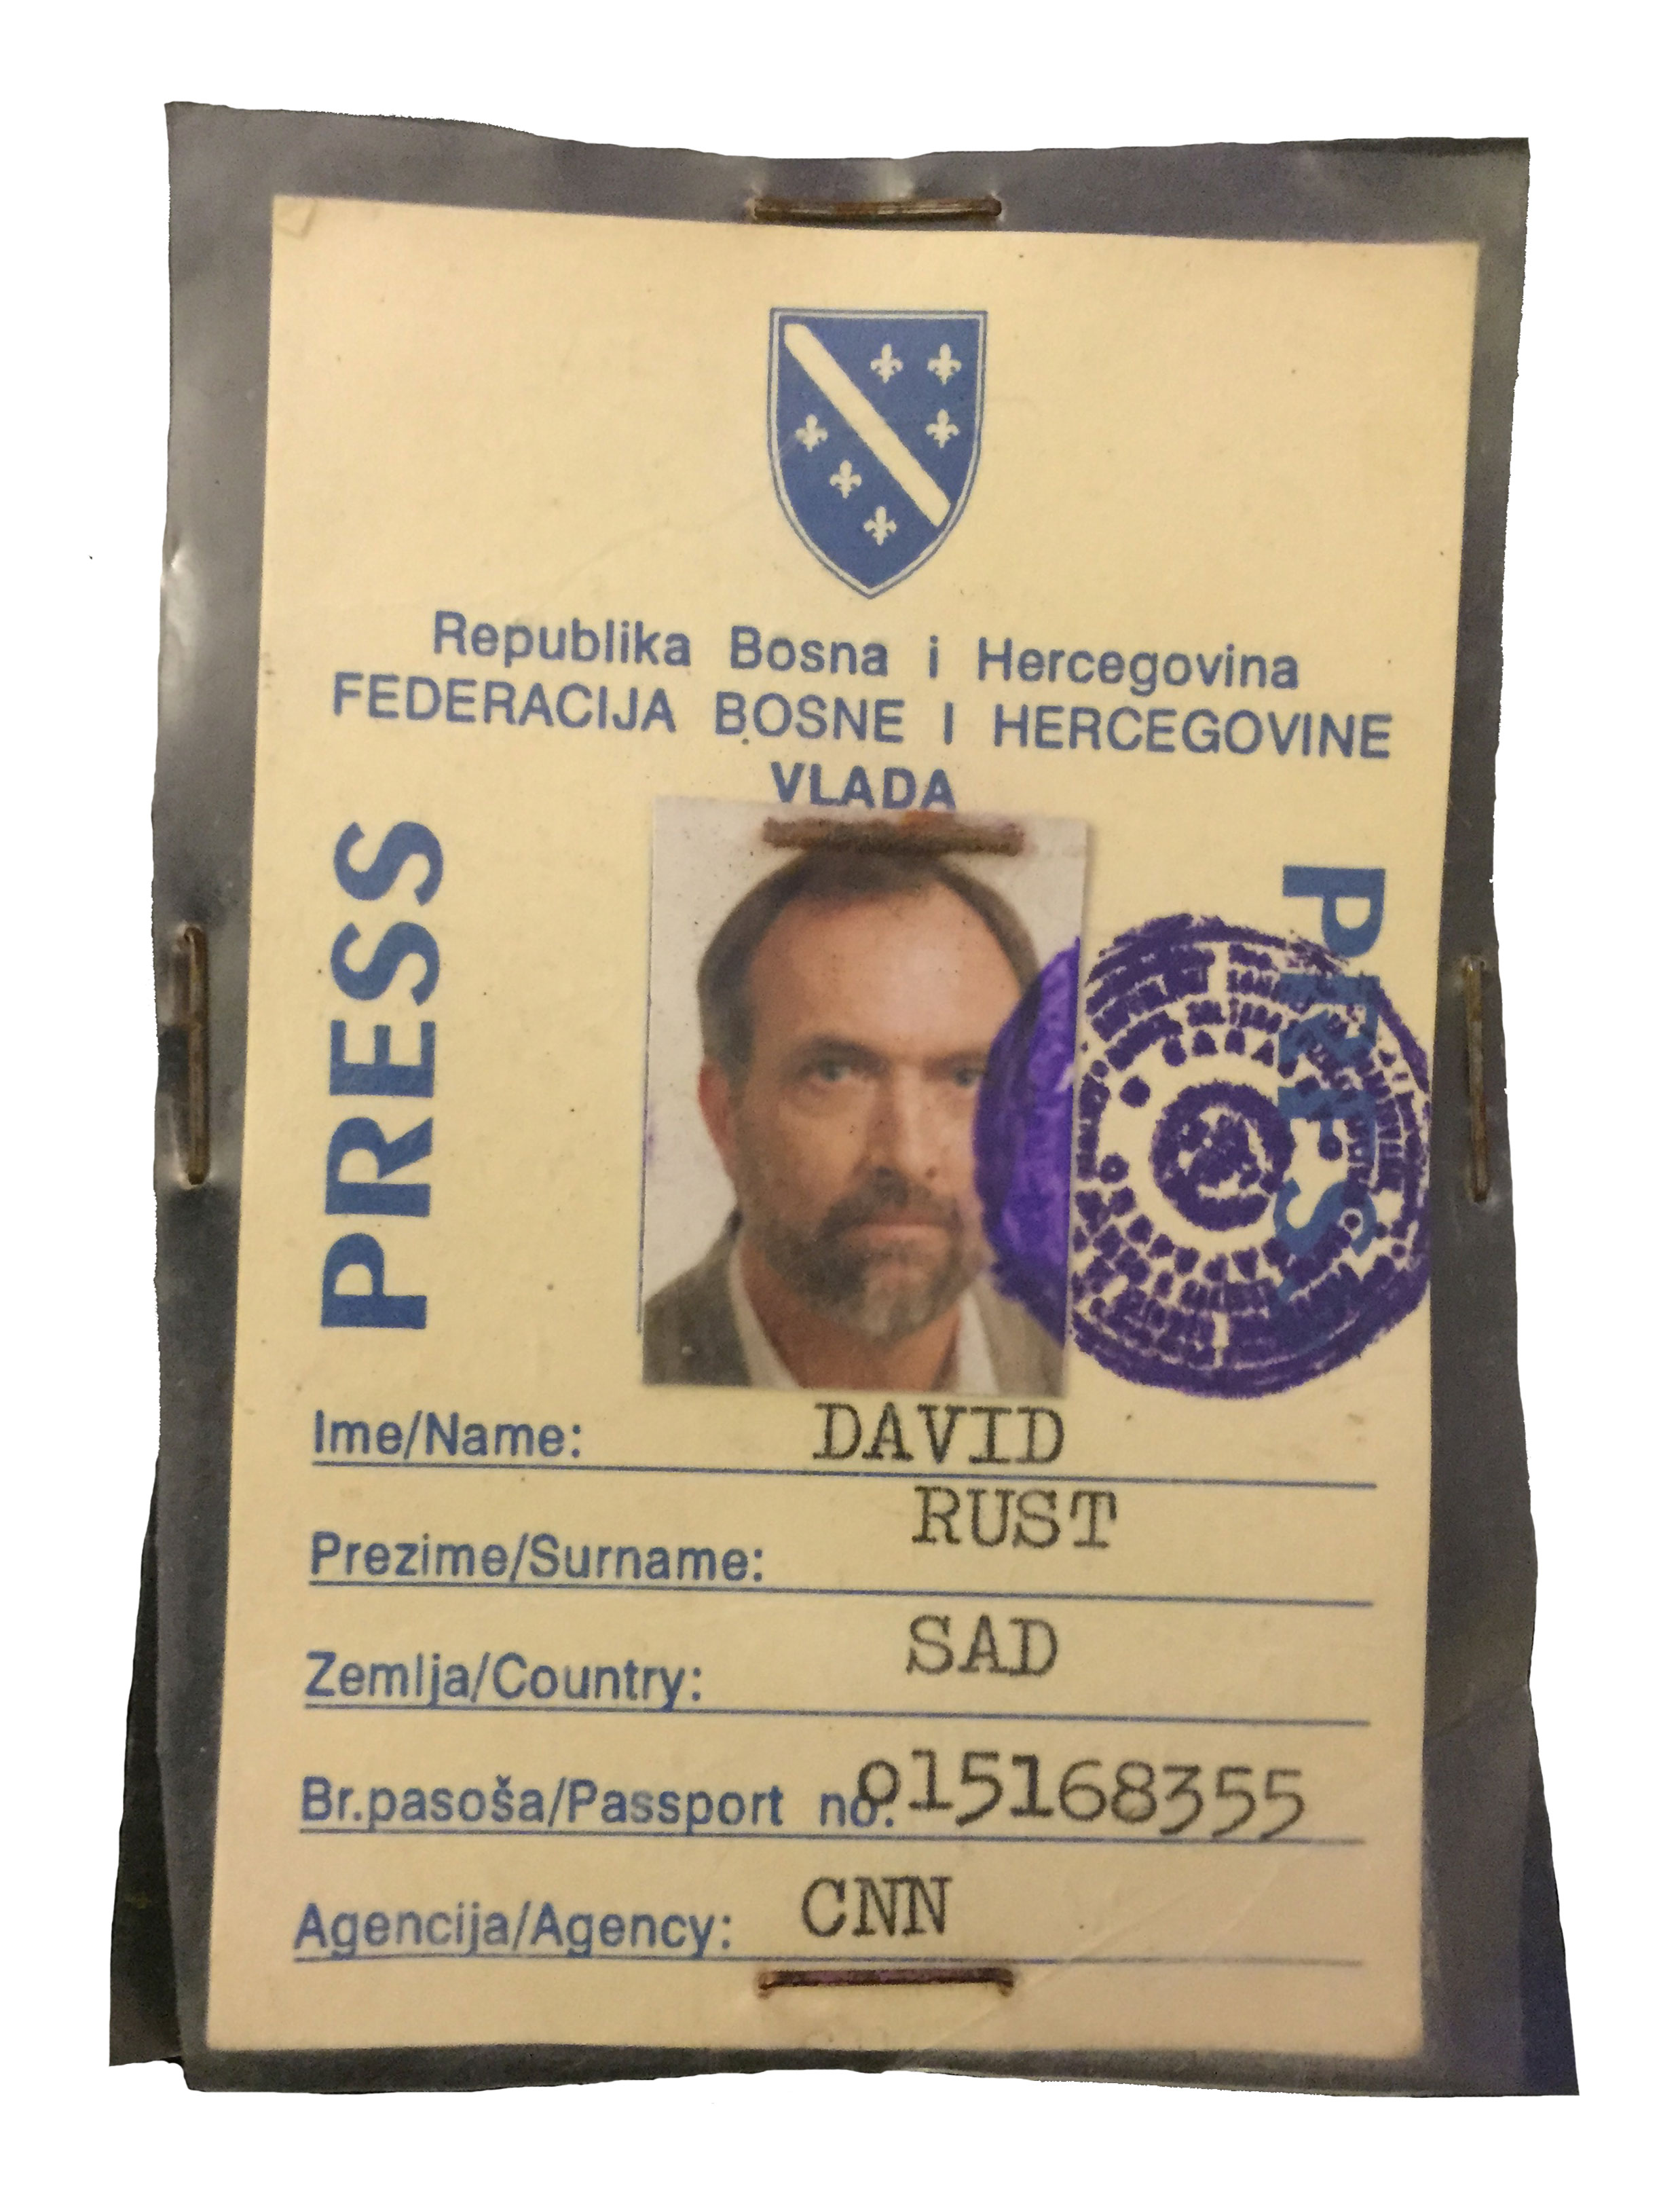 Republika Bosna i Hercegovina
FEDERACIJA BOSNE I HERCEGOVINE
VLADA
PRESS
PRESS
Ime/Name: DAVID
Prezime/Surname: RUST
Zemlja/Country: SAD
Br.pasoša/Passport no. 015168355
Agencija/Agency: CNN